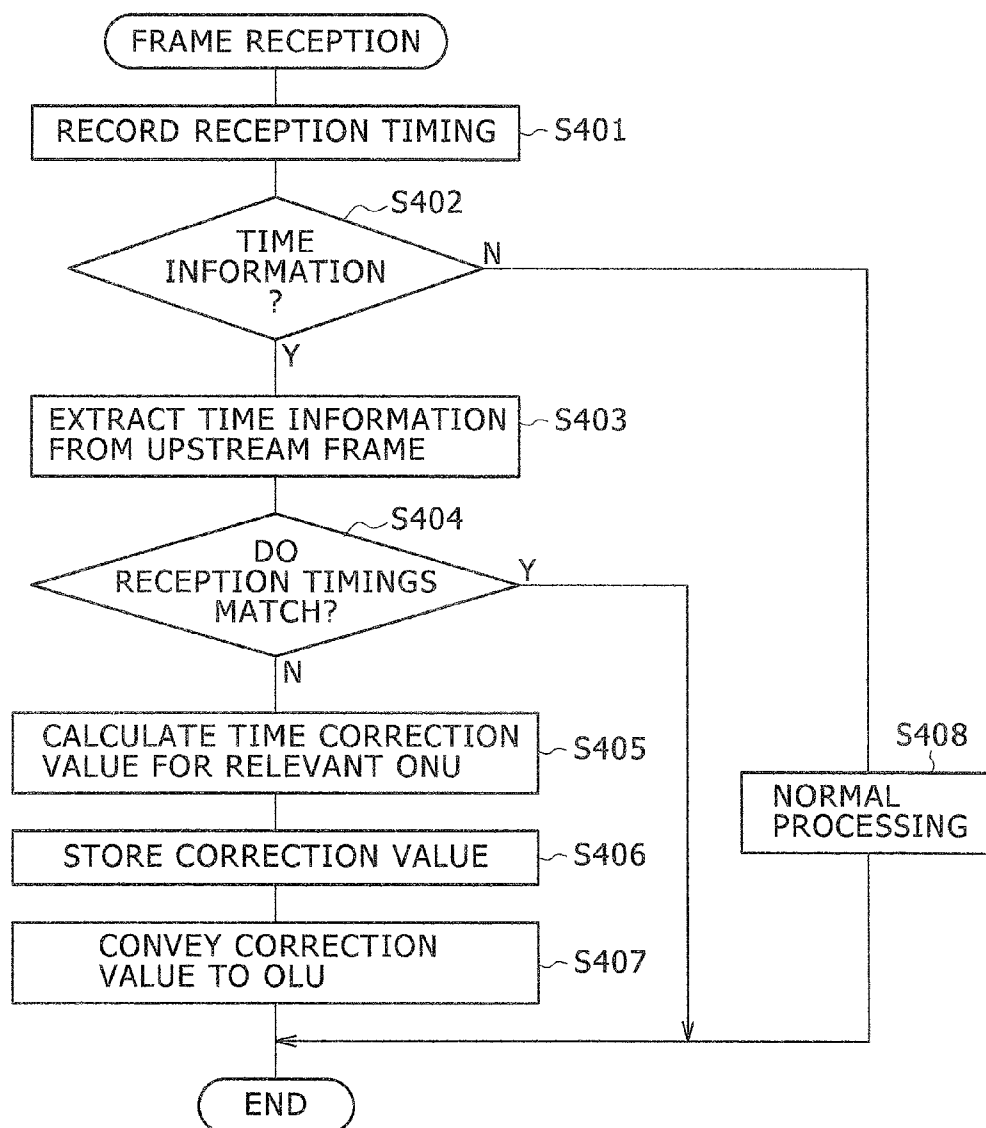 FRAME RECEPTION
RECORD RECEPTION TIMING
S401
S402
TIME
INFORMATION
?
N
Y
EXTRACT TIME INFORMATION
FROM UPSTREAM FRAME
S403
S404
DO
RECEPTION TIMINGS
MATCH?
Y
N
CALCULATE TIME CORRECTION
VALUE FOR RELEVANT ONU
S405
S408
NORMAL
PROCESSING
STORE CORRECTION VALUE
S406
CONVEY CORRECTION
VALUE TO OLU
S407
END